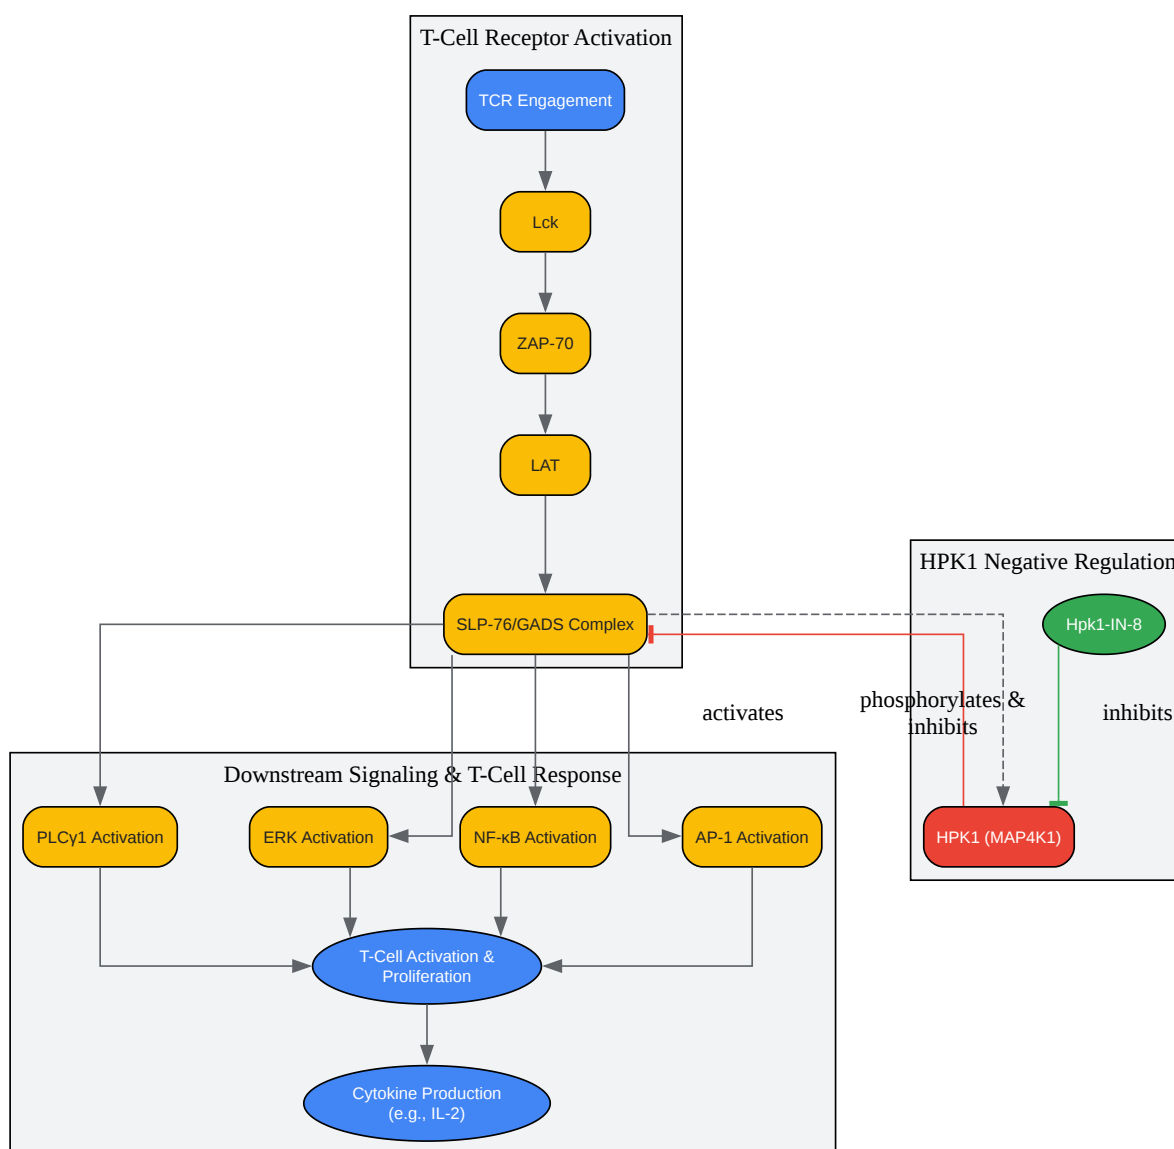 T-Cell Receptor Activation
TCR Engagement
Lck
ZAP-70
LAT
SLP-76/GADS Complex
HPK1 Negative Regulation
Hpk1-IN-8
activates
phosphorylates &
inhibits
inhibits
HPK1 (MAP4K1)
Downstream Signaling & T-Cell Response
PLCγ1 Activation
ERK Activation
NF-κB Activation
AP-1 Activation
T-Cell Activation &
Proliferation
Cytokine Production
(e.g., IL-2)